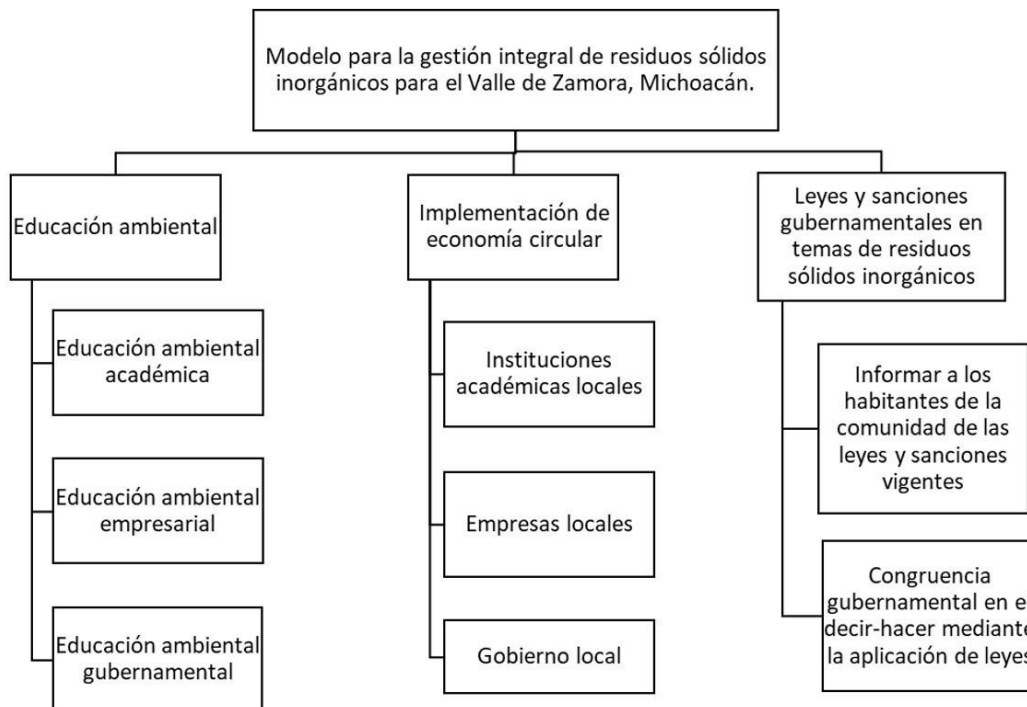 Modelo para la gestión integral de residuos sólidos
inorgánicos para el Valle de Zamora, Michoacán.
Educación ambiental
Educación ambiental
académica
Educación ambiental
empresarial
Educación ambiental
gubernamental
Implementación de
economía circular
Instituciones
académicas locales
Empresas locales
Gobierno local
Leyes y sanciones
gubernamentales en
temas de residuos
sólidos inorgánicos
Informar a los
habitantes de la
comunidad de las
leyes y sanciones
vigentes
Congruencia
gubernamental en e
decir-hacer mediante
la aplicación de leyes